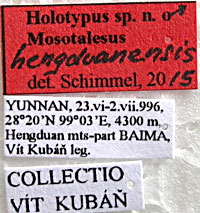 Holotypus sp. n. ♂
Mosotalesus
hengduanensis
det. Schimmel, 2015
YUNNAN, 23.vi-2.vii.996,
28°20'N 99°03'E, 4300 m,
Hengduan mts-part BAIMA,
Vít Kubáň leg.
COLLECTIO
VÍT KUBÁŇ